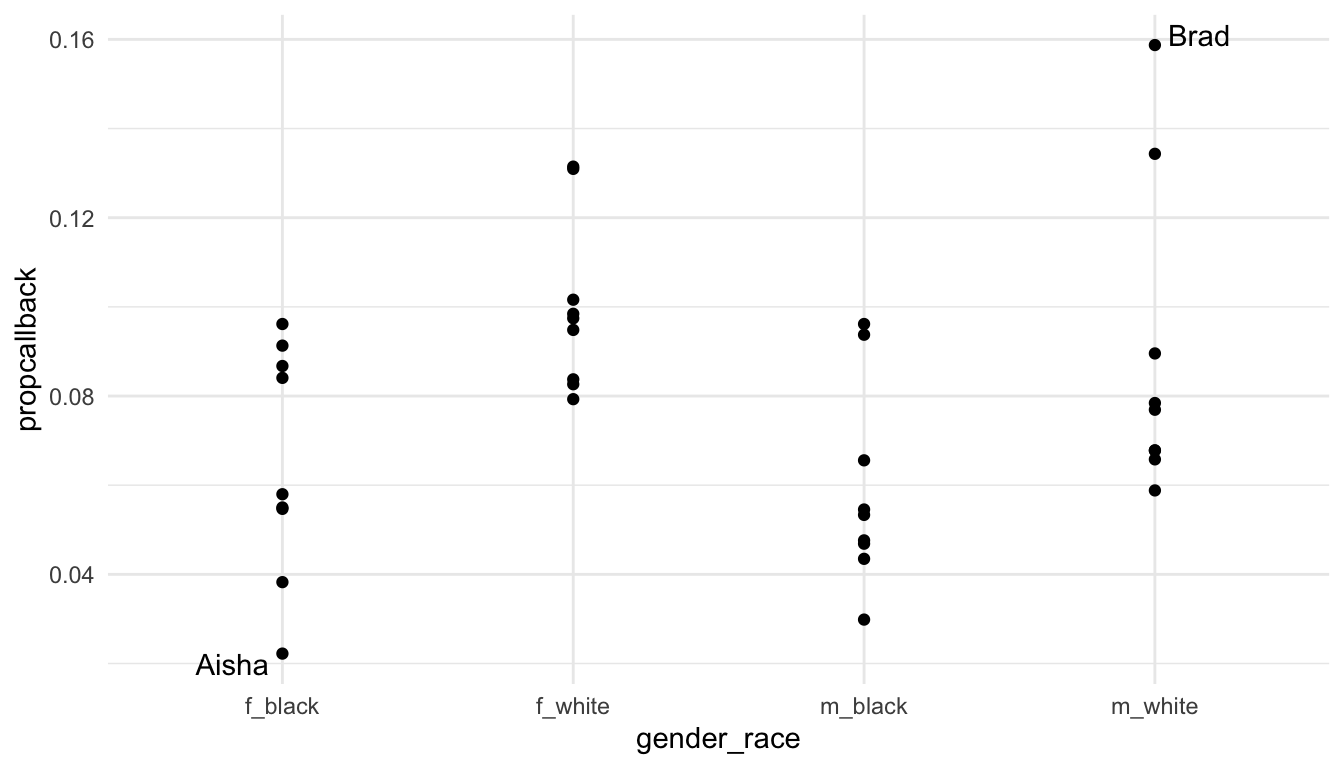 0.16
Brad
0.12
propcallback
0.08
0.04
Aisha
f_black
f_white
m_black
m_white
gender_race